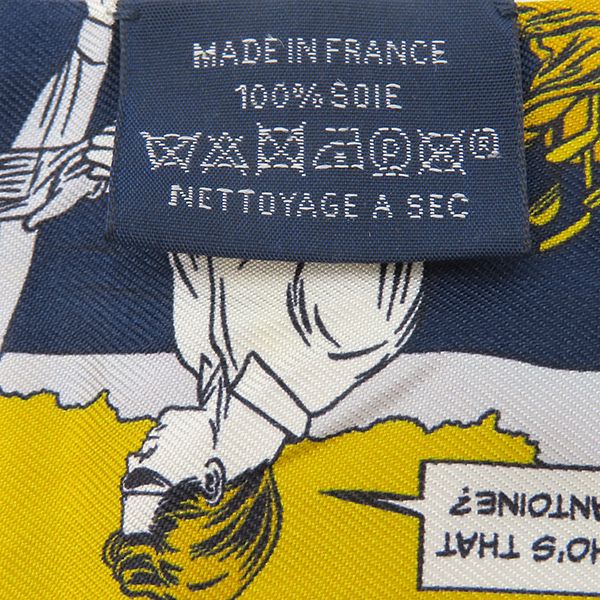 MADE IN FRANCE
100% SOIE
P ®
NETTOYAGE A SEC
HO'S THAT
ANTOINE?